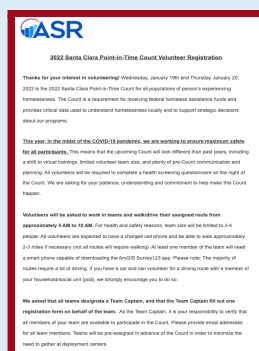 ASR
2022 Santa Clara Point-in-Time Count Volunteer Registration
Thanks for your interest in volunteering! Wednesday, January 19th and Thursday January 20,
2022 is the 2022 Santa Clara Point-in-Time Count for all populations of person's experiencing
homelessness. The Count is a requirement for receiving federal homeless assistance funds and
provides critical data used to understand homelessness locally and to support strategic decisions
about our programs.
This year, in the midst of the COVID-19 pandemic, we are working to ensure maximum safety
for all participants. This means that the upcoming Count will look different than past years, including
a shift to virtual trainings, limited volunteer team size, and plenty of pre-Count communication and
planning. All volunteers will be required to complete a health screening questionnaire on the night of
the Count. We are asking for your patience, understanding and commitment to help make this Count
happen.
Volunteers will be asked to work in teams and walk/drive their assigned route from
approximately 5 AM to 10 AM. For health and safety reasons, team size will be limited to 2-4
people. All volunteers are expected to have a charged cell phone and be able to walk approximately
2-3 miles if necessary (not all routes will require walking). At least one member of the team will need
a smart phone capable of downloading the ArcGIS Survey123 app. Please note: The majority of
routes require a lot of driving. If you have a car and can volunteer for a driving route with a member of
your household/social unit (pod), we strongly encourage you to do so.
We asked that all teams designate a Team Captain, and that the Team Captain fill out one
registration form on behalf of the team. As the Team Captain, it is your responsibility to verify that
all members of your team are available to participate in the Count. Please provide email addresses
for all team members. Teams will be pre-assigned in advance of the Count in order to minimize the
need to gather at deployment centers.